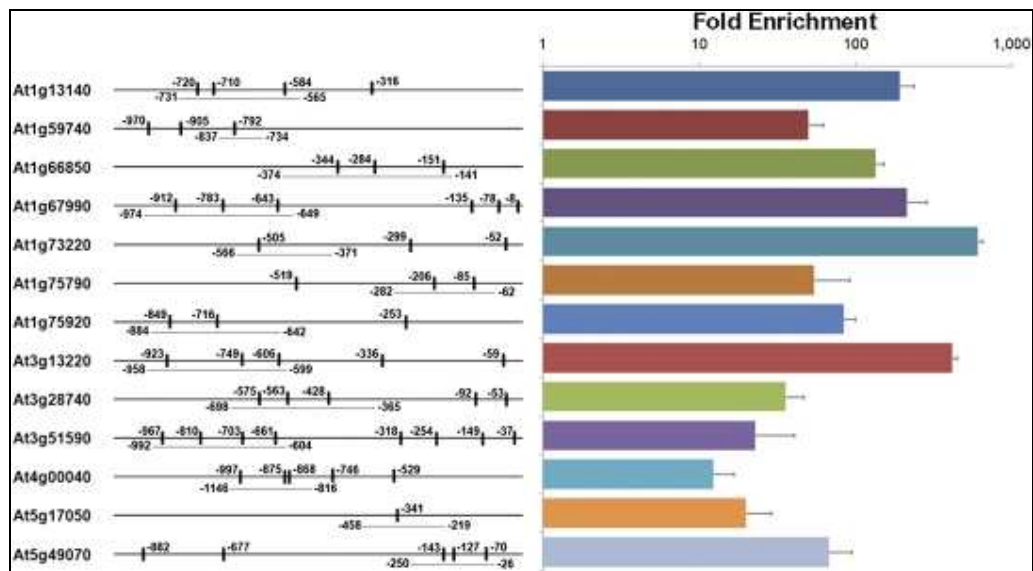 Fold Enrichment
1 10 100 1,000
At1g13140 -720 -710 -584 -316
-731 -565
At1g59740 -970 -905 -792
-837 -734
At1g66850 -344 -284 -151
-374 -141
At1g67990 -912 -783 -643 -135 -78 -8
-974 -649
At1g73220 -505 -299 -52
-566 -371
At1g75790 -519 -206 -85
-282 -62
At1g75920 -849 -716 -253
-884 -642
At3g13220 -923 -749 -606 -336 -59
-958 -599
At3g28740 -575 -563 -428 -92 -53
-698 -365
At3g51590 -967 -810 -703 -661 -318 -254 -149 -37
-992 -604
At4g00040 -997 -875 -868 -746 -529
-1146 -816
At5g17050 -341
-458 -219
At5g49070 -882 -677 -143 -127 -70
-250 -26